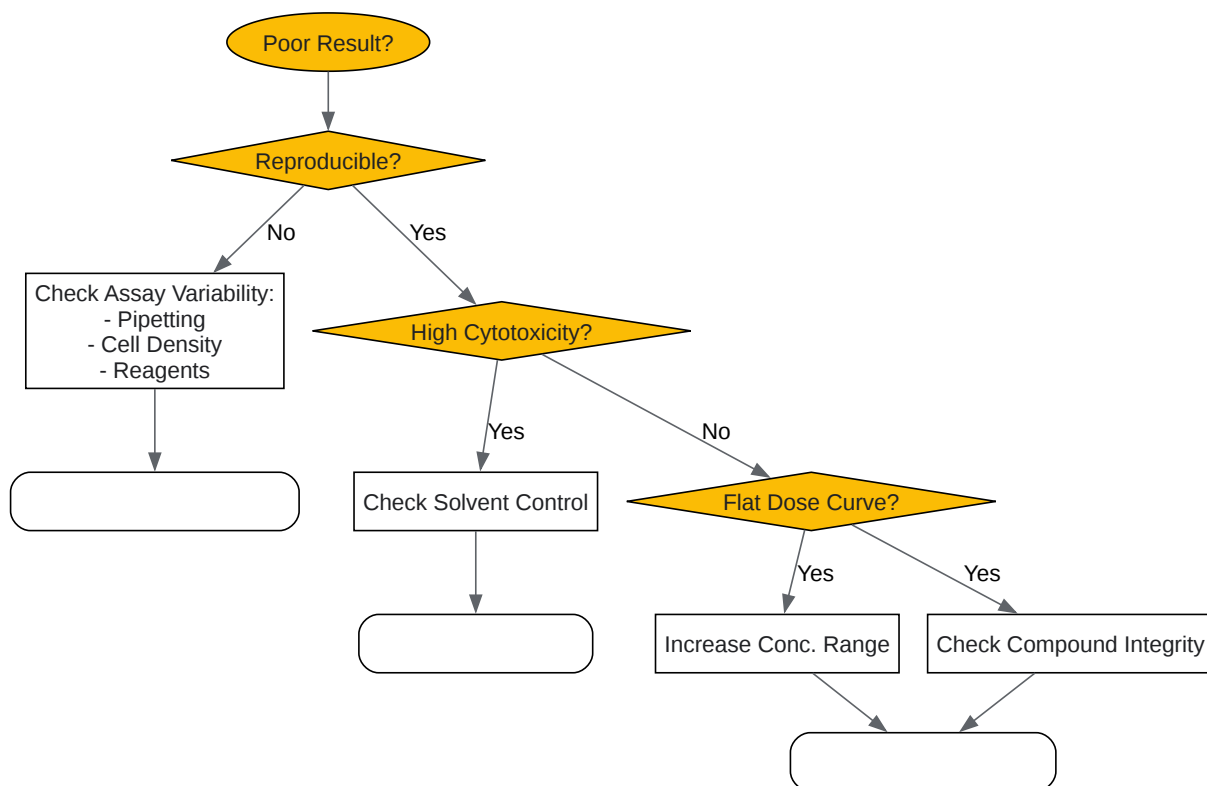 Poor Result?
Reproducible?
No
Yes
Check Assay Variability:
- Pipetting
- Cell Density
- Reagents
High Cytotoxicity?
Yes
No
Check Solvent Control
Flat Dose Curve?
Yes
Yes
Increase Conc. Range
Check Compound Integrity